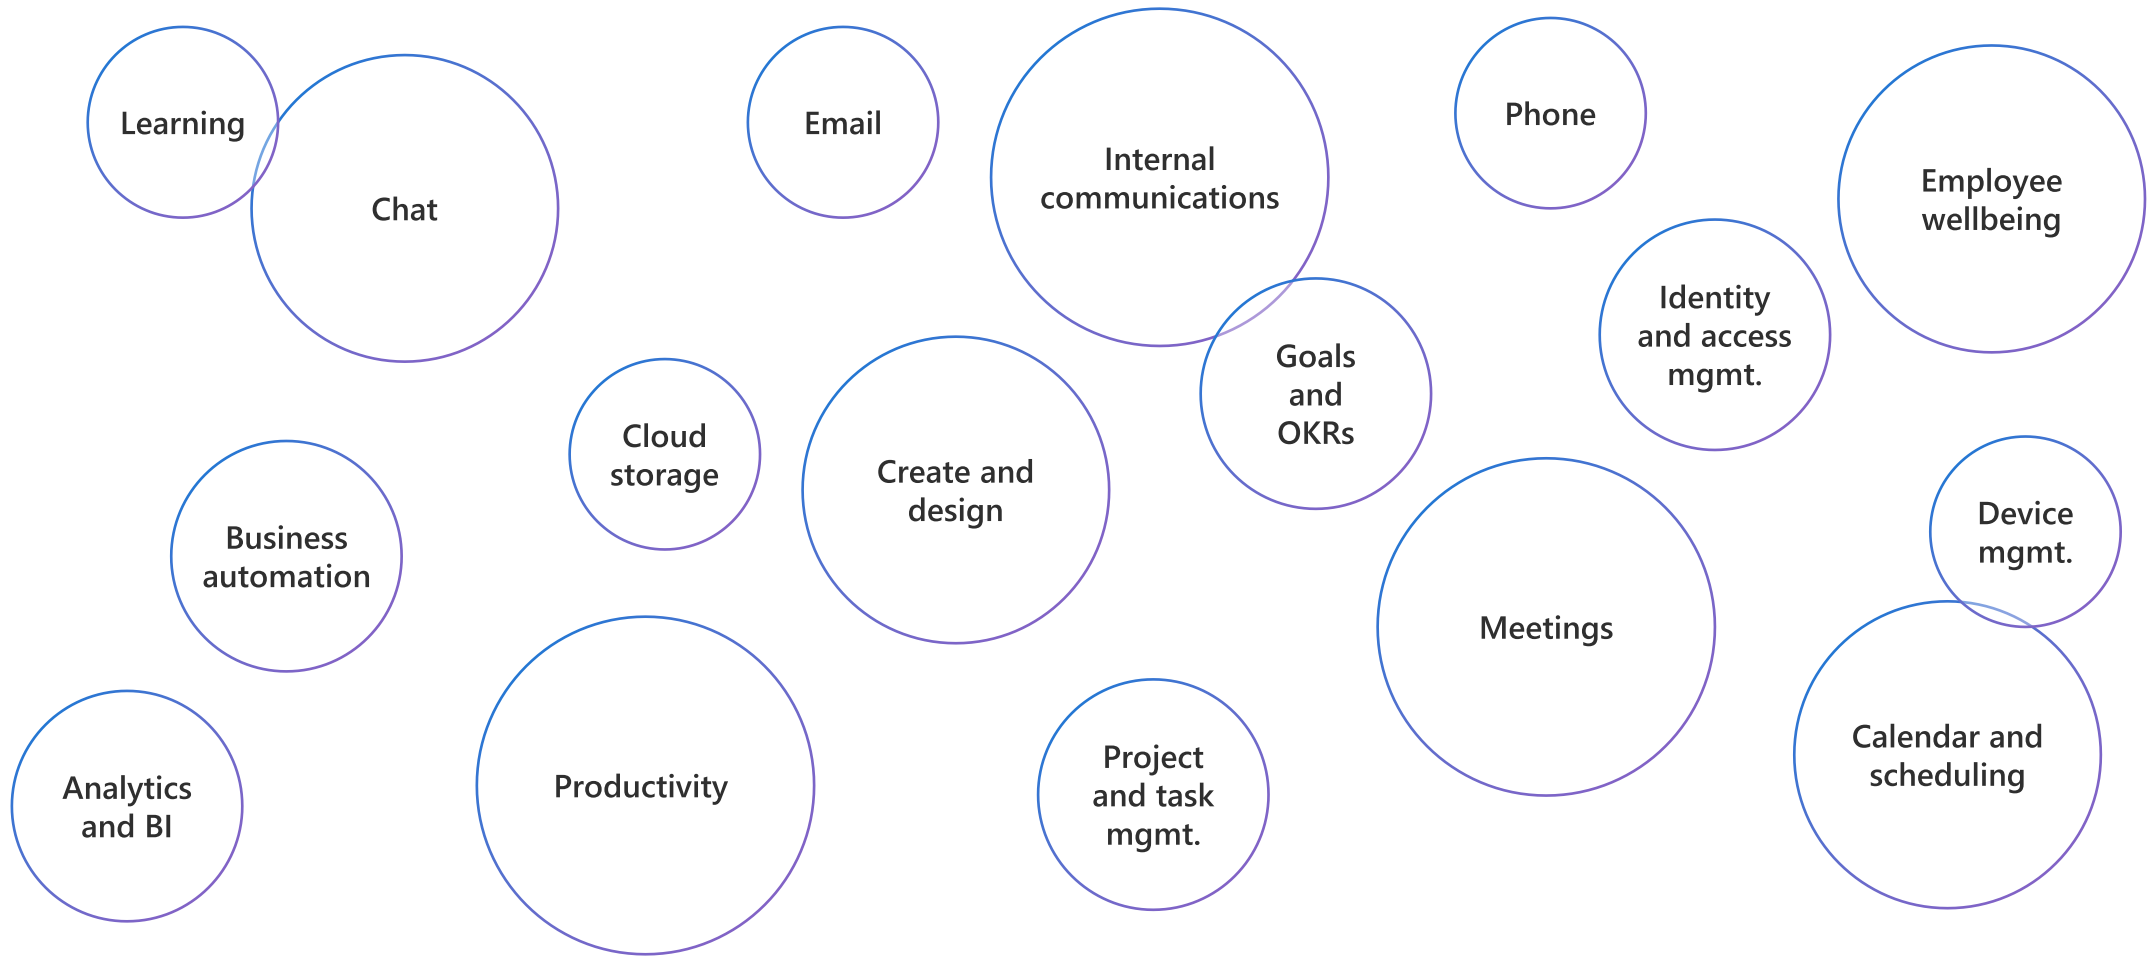 Learning
Chat
Email
Internal
communications
Phone
Employee
wellbeing
Identity
and access
mgmt.
Goals
and
OKRs
Cloud
storage
Create and
design
Business
automation
Device
mgmt.
Meetings
Analytics
and BI
Productivity
Project
and task
mgmt.
Calendar and
scheduling